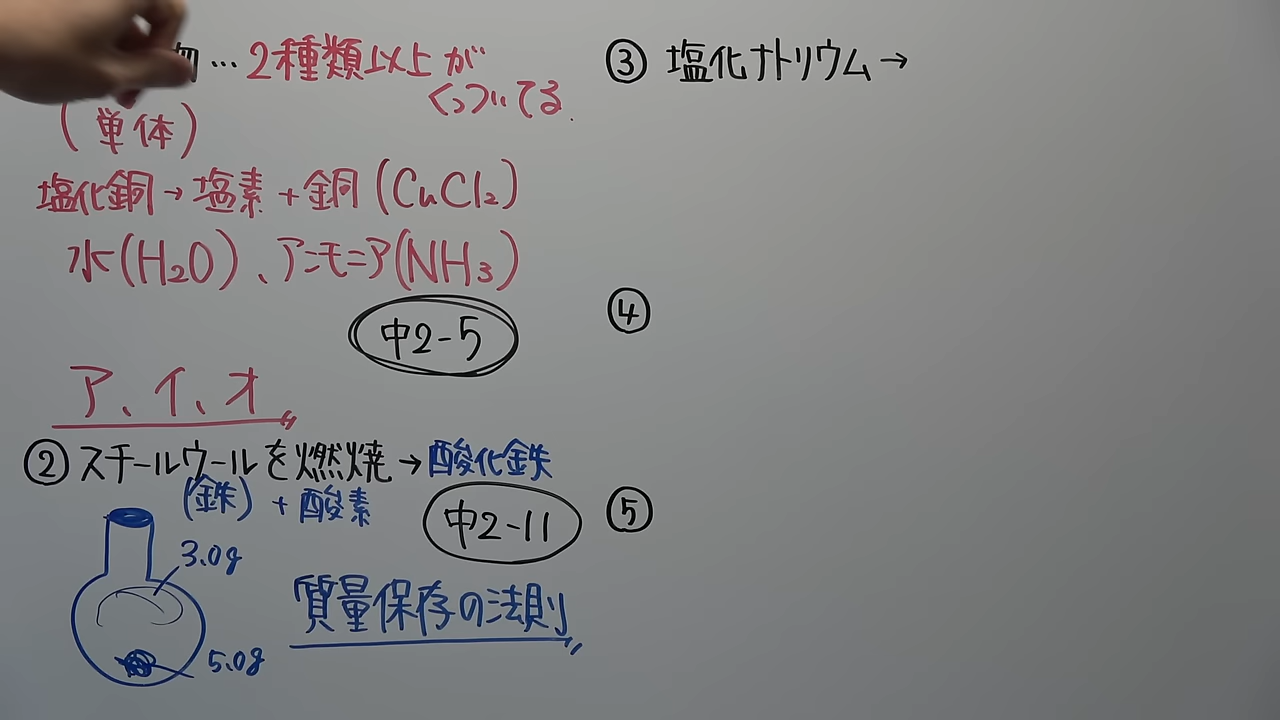 物…2種類以上が
くっついてる
(単体)
塩化銅→塩素+銅(CuCl₂)
水(H₂O)、アンモニア(NH₃)
中2-5
ア、イ、オ
②スチールウールを燃焼→酸化鉄
(鉄)+酸素
中2-11
3.0g
質量保存の法則
5.0g
③ 塩化ナトリウム→
④
⑤